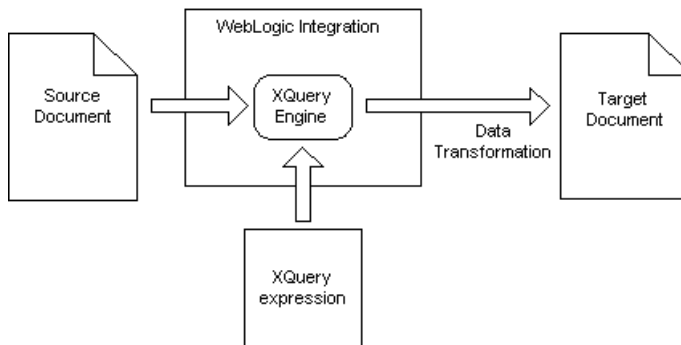 WebLogic Integration
Source
Document
XQuery
Engine
Target
Document
Data
Transformation
XQuery
expression